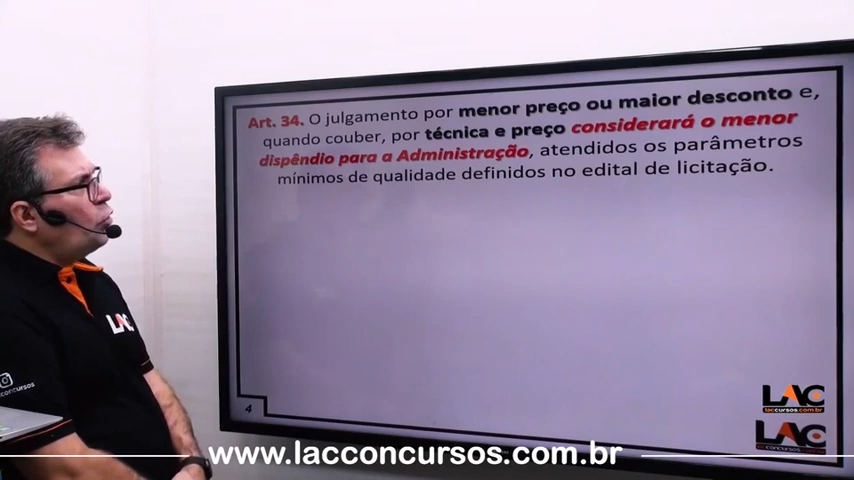 Art. 34. O julgamento por menor preço ou maior desconto e,
quando couber, por técnica e preço considerará o menor
dispêndio para a Administração, atendidos os parâmetros
mínimos de qualidade definidos no edital de licitação.
LAC
concursos
4
LAC
lacconcursos.com.br
LAC
www.lacconcursos.com.br